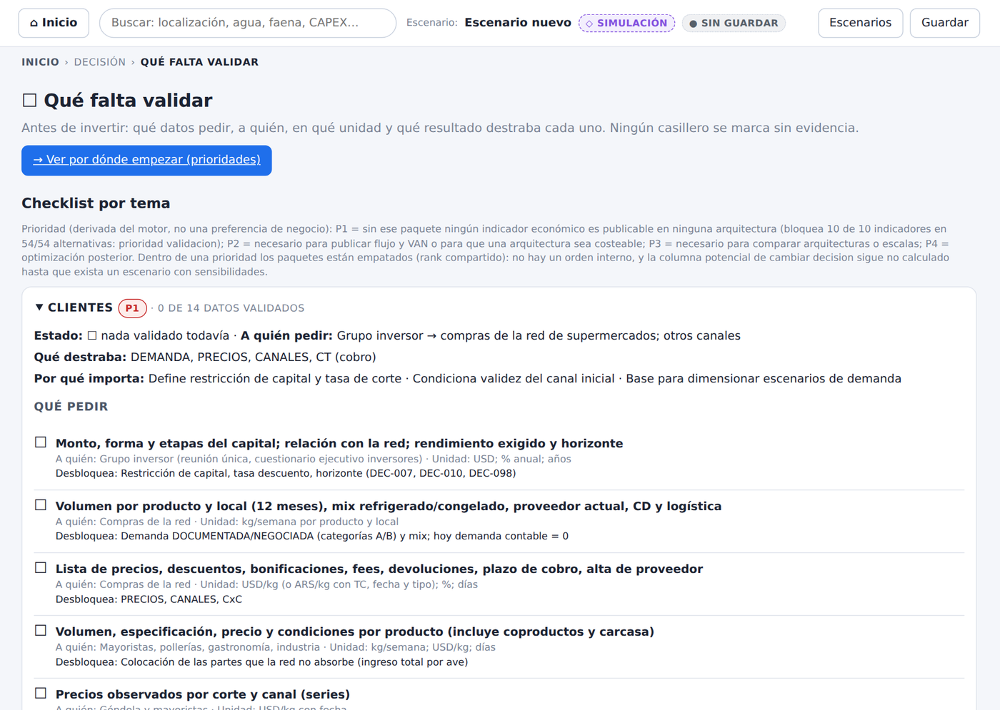 ⌂ Inicio
Buscar: localización, agua, faena, CAPEX...
Escenario: Escenario nuevo ◇ SIMULACIÓN ● SIN GUARDAR
Escenarios
Guardar
INICIO › DECISIÓN › QUÉ FALTA VALIDAR
☐ Qué falta validar
Antes de invertir: qué datos pedir, a quién, en qué unidad y qué resultado destraba cada uno. Ningún casillero se marca sin evidencia.
→ Ver por dónde empezar (prioridades)
Checklist por tema
Prioridad (derivada del motor, no una preferencia de negocio): P1 = sin ese paquete ningún indicador económico es publicable en ninguna arquitectura (bloquea 10 de 10 indicadores en
54/54 alternativas: prioridad validacion); P2 = necesario para publicar flujo y VAN o para que una arquitectura sea costeable; P3 = necesario para comparar arquitecturas o escalas; P4 =
optimización posterior. Dentro de una prioridad los paquetes están empatados (rank compartido): no hay un orden interno, y la columna potencial de cambiar decision sigue no calculado
hasta que exista un escenario con sensibilidades.
▼ CLIENTES P1 · 0 DE 14 DATOS VALIDADOS
Estado: ☐ nada validado todavía · A quién pedir: Grupo inversor → compras de la red de supermercados; otros canales
Qué destraba: DEMANDA, PRECIOS, CANALES, CT (cobro)
Por qué importa: Define restricción de capital y tasa de corte · Condiciona validez del canal inicial · Base para dimensionar escenarios de demanda
QUÉ PEDIR
☐ Monto, forma y etapas del capital; relación con la red; rendimiento exigido y horizonte
A quién: Grupo inversor (reunión única, cuestionario ejecutivo inversores) · Unidad: USD; % anual; años
Desbloquea: Restricción de capital, tasa descuento, horizonte (DEC-007, DEC-010, DEC-098)
☐ Volumen por producto y local (12 meses), mix refrigerado/congelado, proveedor actual, CD y logística
A quién: Compras de la red · Unidad: kg/semana por producto y local
Desbloquea: Demanda DOCUMENTADA/NEGOCIADA (categorías A/B) y mix; hoy demanda contable = 0
☐ Lista de precios, descuentos, bonificaciones, fees, devoluciones, plazo de cobro, alta de proveedor
A quién: Compras de la red · Unidad: USD/kg (o ARS/kg con TC, fecha y tipo); %; días
Desbloquea: PRECIOS, CANALES, CxC
☐ Volumen, especificación, precio y condiciones por producto (incluye coproductos y carcasa)
A quién: Mayoristas, pollerías, gastronomía, industria · Unidad: kg/semana; USD/kg; días
Desbloquea: Colocación de las partes que la red no absorbe (ingreso total por ave)
☐ Precios observados por corte y canal (series)
A quién: Góndola y mayoristas · Unidad: USD/kg con fecha